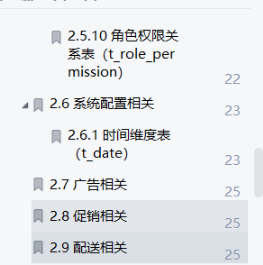 2.5.10 角色权限关
系表（t_role_per
mission）
22
2.6 系统配置相关
23
2.6.1 时间维度表
（t_date）
23
2.7 广告相关
25
2.8 促销相关
25
2.9 配送相关
25